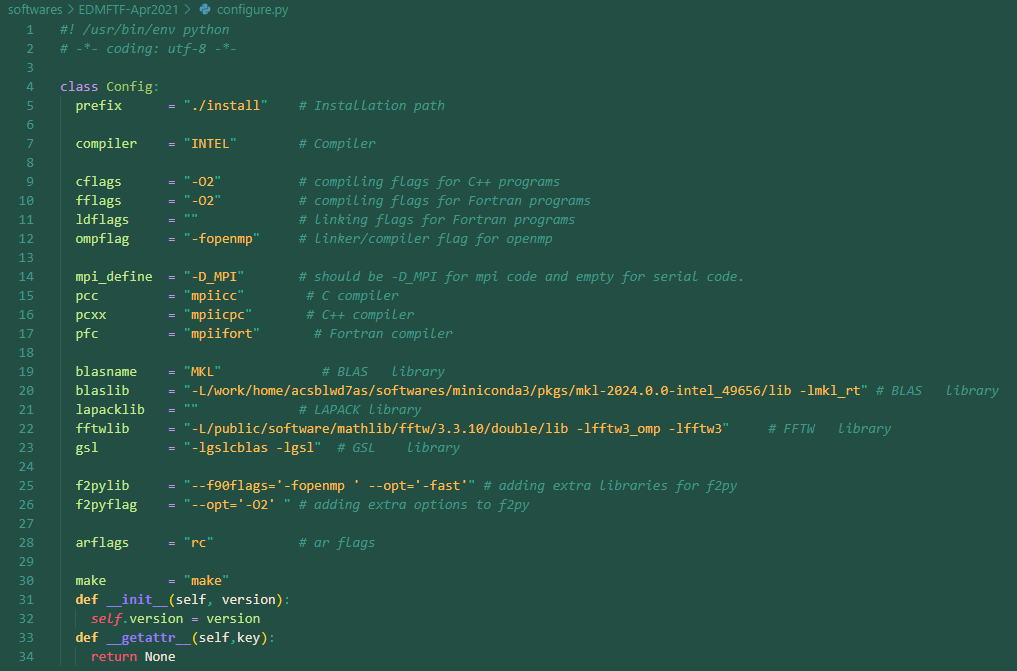 softwares > EDMFTF-Apr2021 > configure.py
1 #! /usr/bin/env python
2 # -*- coding: utf-8 -*-
3
4 class Config:
5 prefix = "./install" # Installation path
6
7 compiler = "INTEL" # Compiler
8
9 cflags = "-O2" # compiling flags for C++ programs
10 fflags = "-O2" # compiling flags for Fortran programs
11 ldflags = "" # linking flags for Fortran programs
12 ompflag = "-fopenmp" # linker/compiler flag for openmp
13
14 mpi_define = "-D_MPI" # should be -D_MPI for mpi code and empty for serial code.
15 pcc = "mpiicc" # C compiler
16 pcxx = "mpiicpc" # C++ compiler
17 pfc = "mpiifort" # Fortran compiler
18
19 blasname = "MKL" # BLAS library
20 blaslib = "-L/work/home/acsblwd7as/softwares/miniconda3/pkgs/mkl-2024.0.0-intel_49656/lib -lmkl_rt" # BLAS library
21 lapacklib = "" # LAPACK library
22 fftwlib = "-L/public/software/mathlib/fftw/3.3.10/double/lib -lfftw3_omp -lfftw3" # FFTW library
23 gsl = "-lgslcblas -lgsl" # GSL library
24
25 f2pylib = "--f90flags='-fopenmp ' --opt='-fast'" # adding extra libraries for f2py
26 f2pyflag = "--opt='-O2' " # adding extra options to f2py
27
28 arflags = "rc" # ar flags
29
30 make = "make"
31 def __init__(self, version):
32 self.version = version
33 def __getattr__(self,key):
34 return None